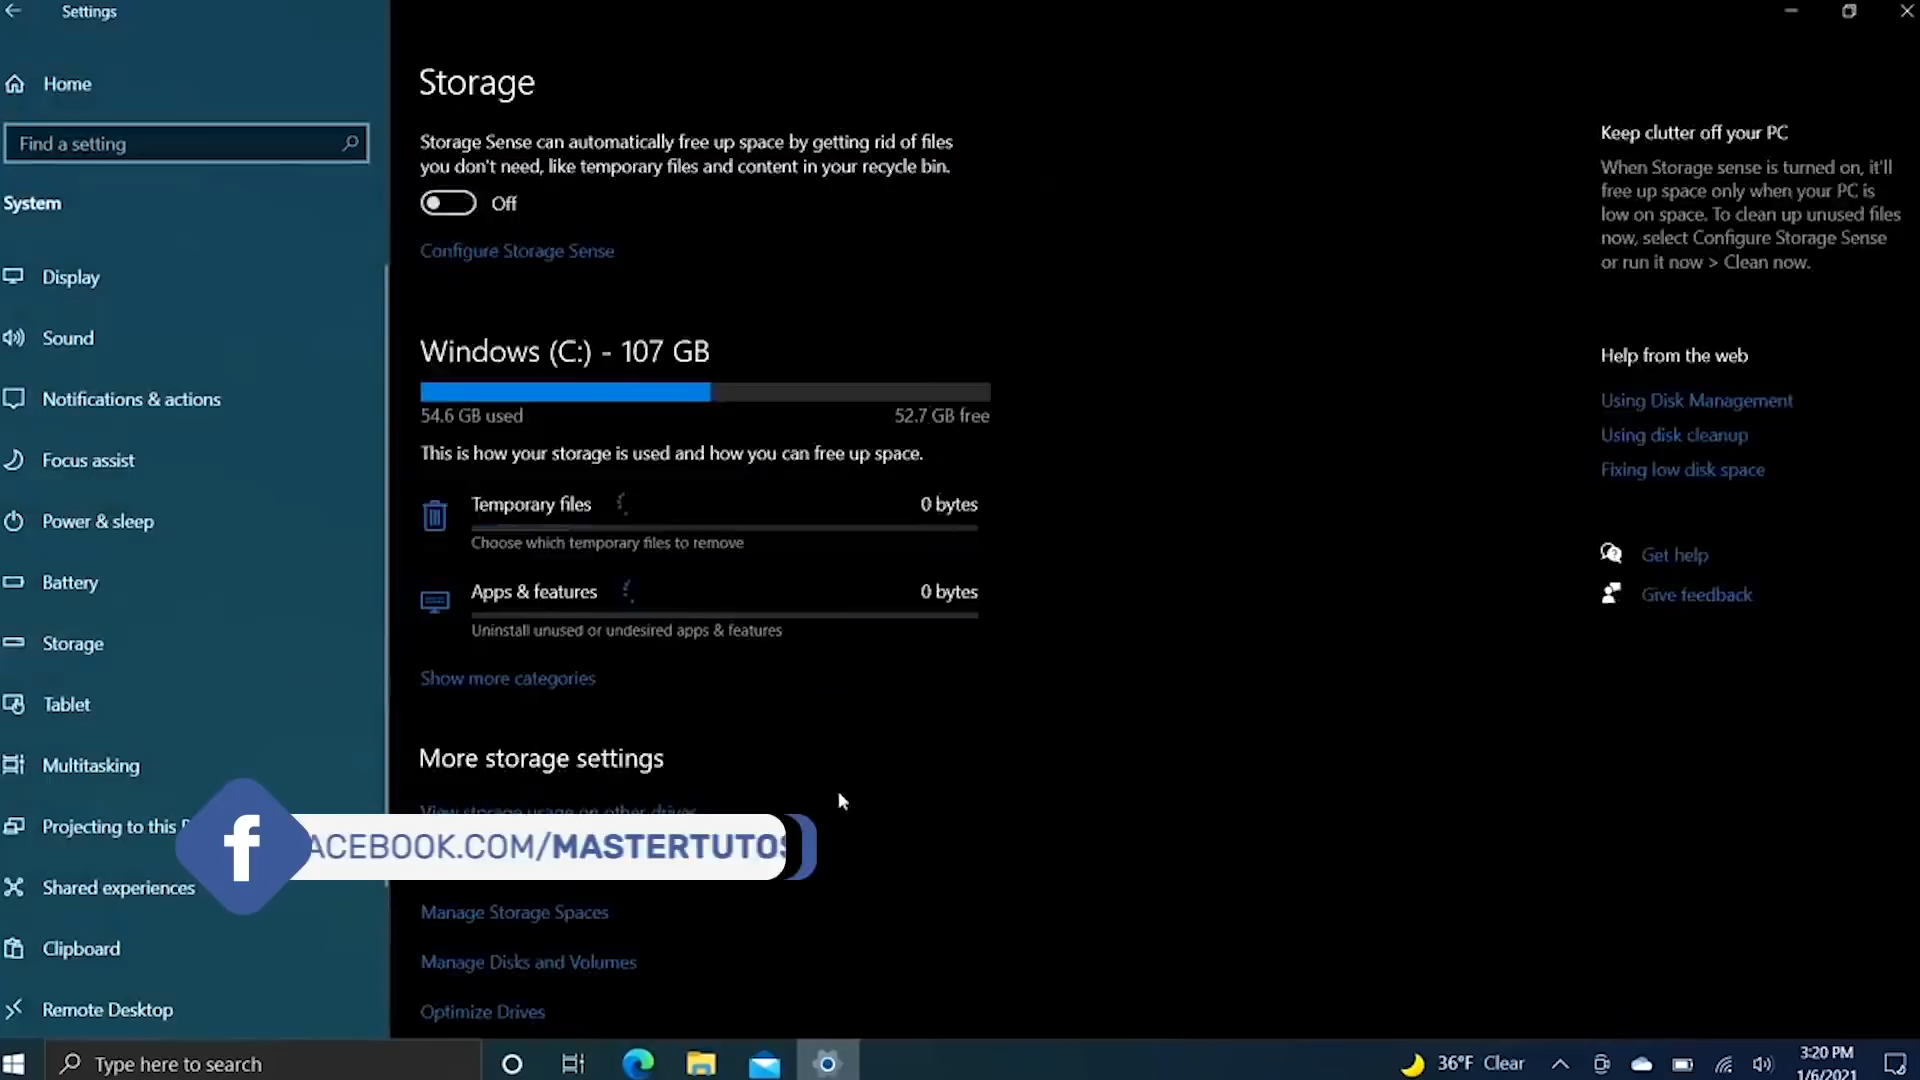 Settings
Home
Find a setting
System
Display
Sound
Notifications & actions
Focus assist
Power & sleep
Battery
Storage
Tablet
Multitasking
Projecting to this
Shared experiences
Clipboard
Remote Desktop
Storage
Storage Sense can automatically free up space by getting rid of files
you don't need, like temporary files and content in your recycle bin.
Off
Configure Storage Sense
Windows (C:) - 107 GB
54.6 GB used
52.7 GB free
This is how your storage is used and how you can free up space.
Temporary files
0 bytes
Choose which temporary files to remove
Apps & features
0 bytes
Uninstall unused or undesired apps & features
Show more categories
More storage settings
View storage usage on other drives
f
ACEBOOK.COM/MASTERTUTOS
Manage Storage Spaces
Manage Disks and Volumes
Optimize Drives
Keep clutter off your PC
When Storage sense is turned on, it'll
free up space only when your PC is
low on space. To clean up unused files
now, select Configure Storage Sense
or run it now > Clean now.
Help from the web
Using Disk Management
Using disk cleanup
Fixing low disk space
Get help
Give feedback
Type here to search
36°F Clear
3:20 PM
1/6/2021